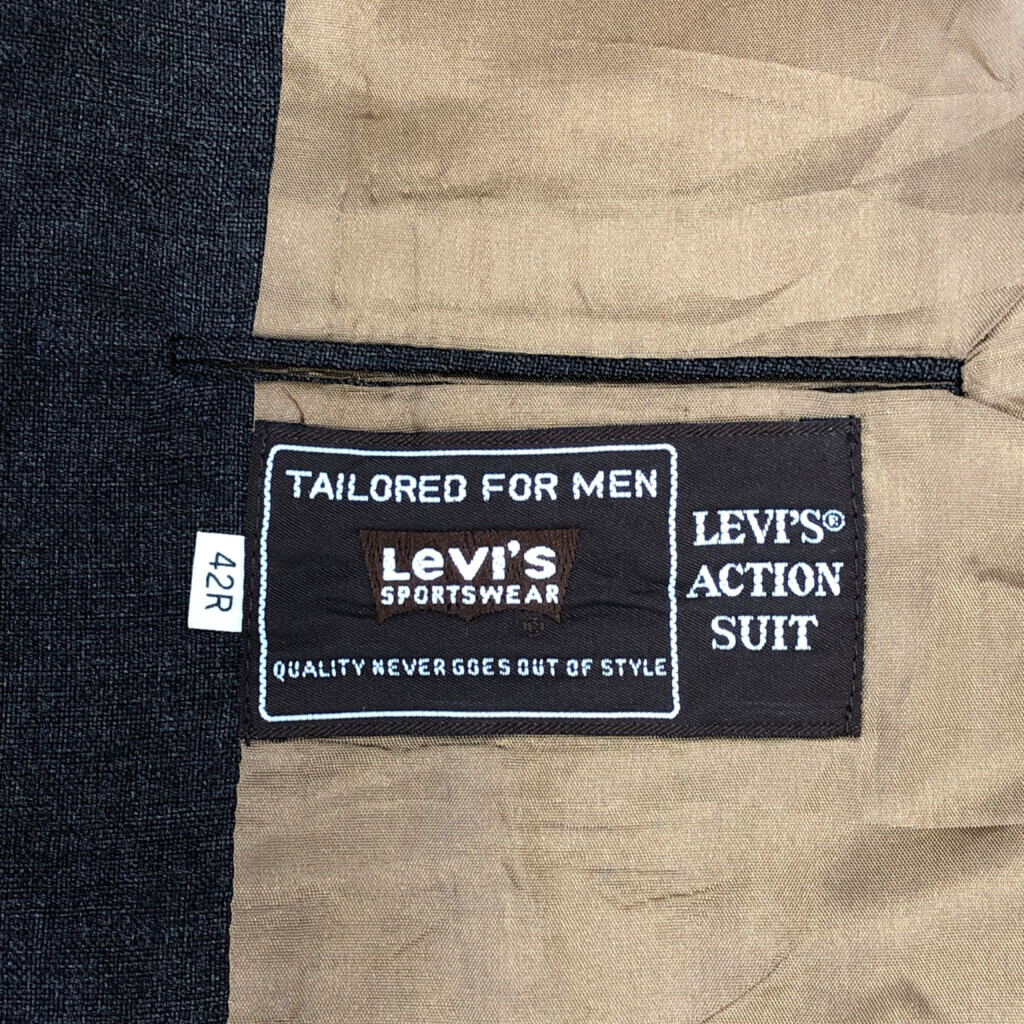 TAILORED FOR MEN
LeVI'S
SPORTSWEAR
QUALITY NEVER GOES OUT OF STYLE
LEVI'S®
ACTION
SUIT
42R